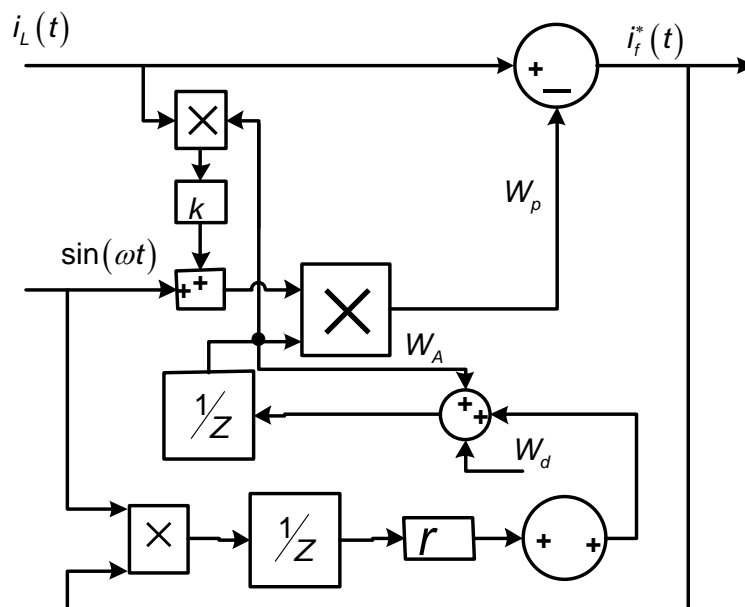 i_L(t)
i_f^*(t)
+
−
×
W_p
k
sin(ωt)
+ +
×
W_A
1/Z
+ +
W_d
×
1/Z
r
+ +